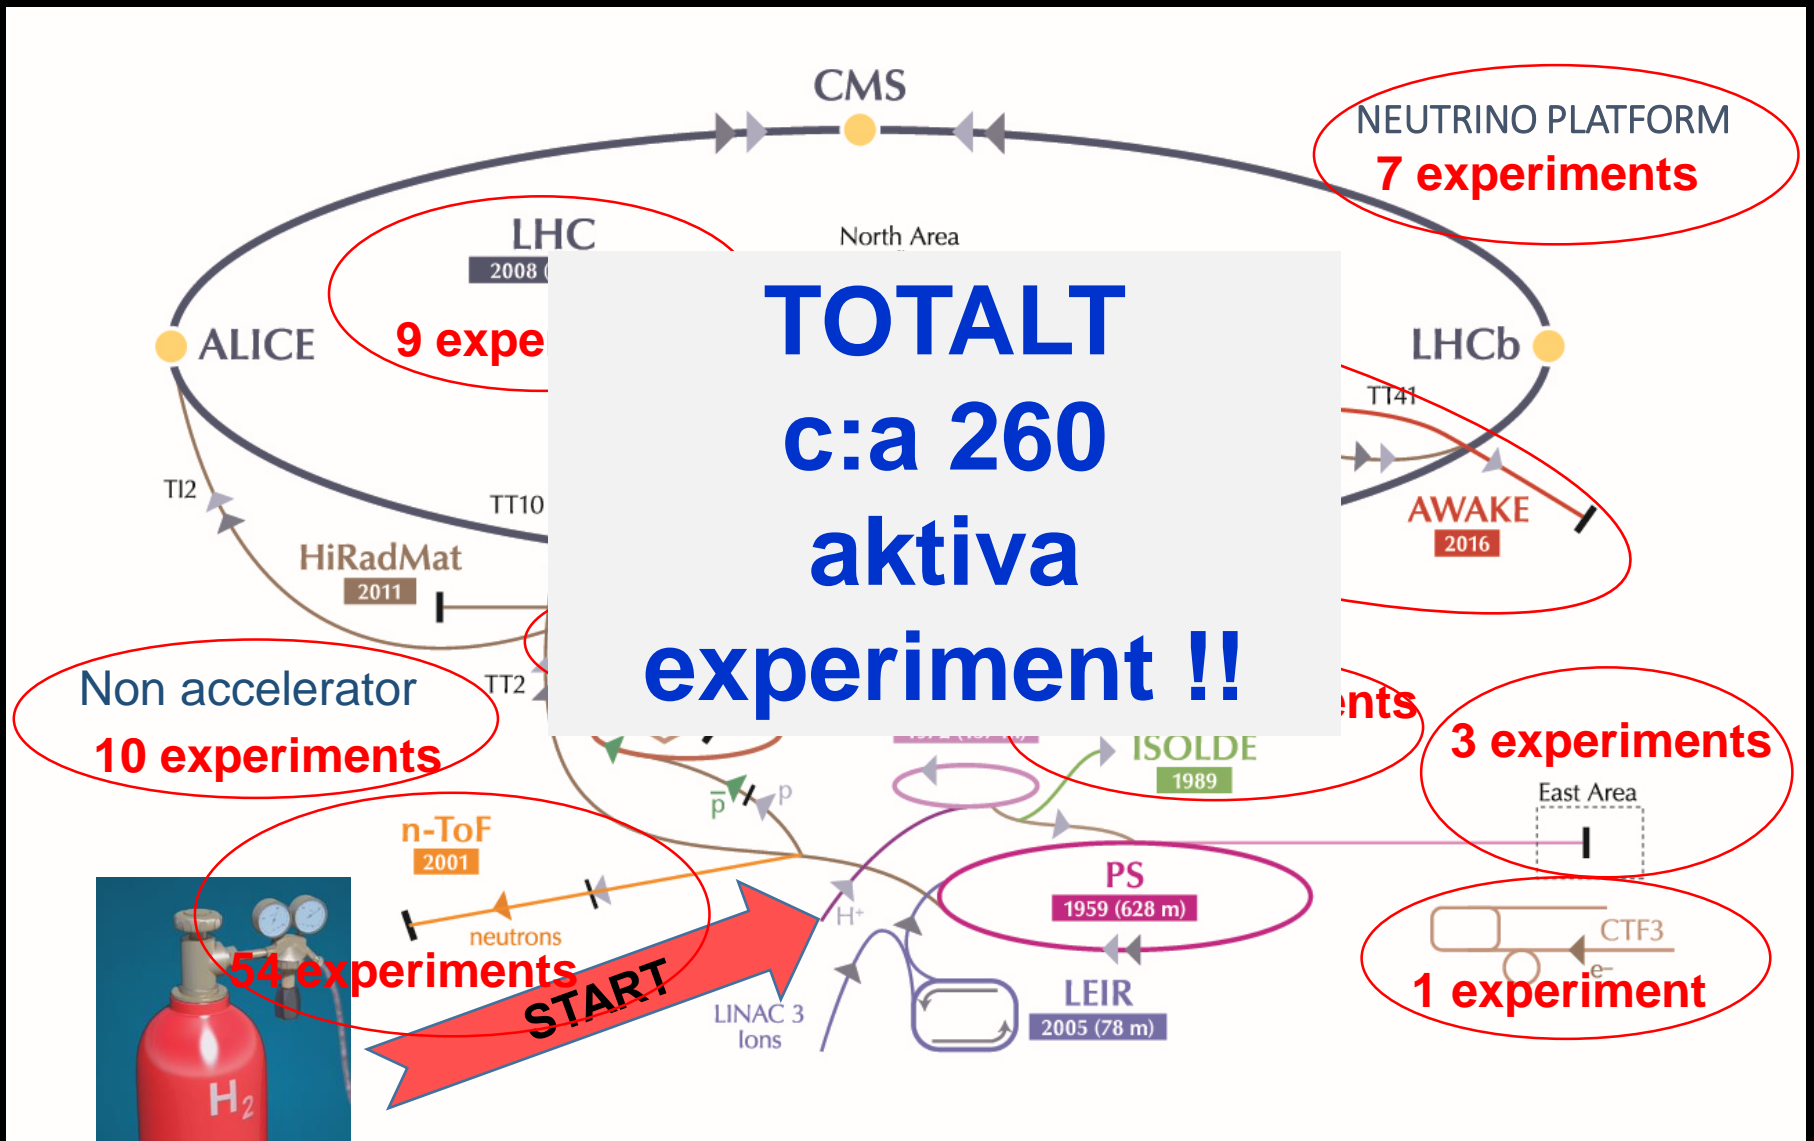 CMS
NEUTRINO PLATFORM
7 experiments
LHC
2008 (
9 expe
North Area
ALICE
LHCb
TOTALT
c:a 260
aktiva
experiment !!
TT41
TI2
TT10
AWAKE
2016
HiRadMat
2011
Non accelerator
10 experiments
TT2
nts
ISOLDE
1989
3 experiments
East Area
p
p
n-ToF
2001
neutrons
54 experiments
START
H+
PS
1959 (628 m)
LINAC 3
Ions
LEIR
2005 (78 m)
CTF3
e−
1 experiment
H2